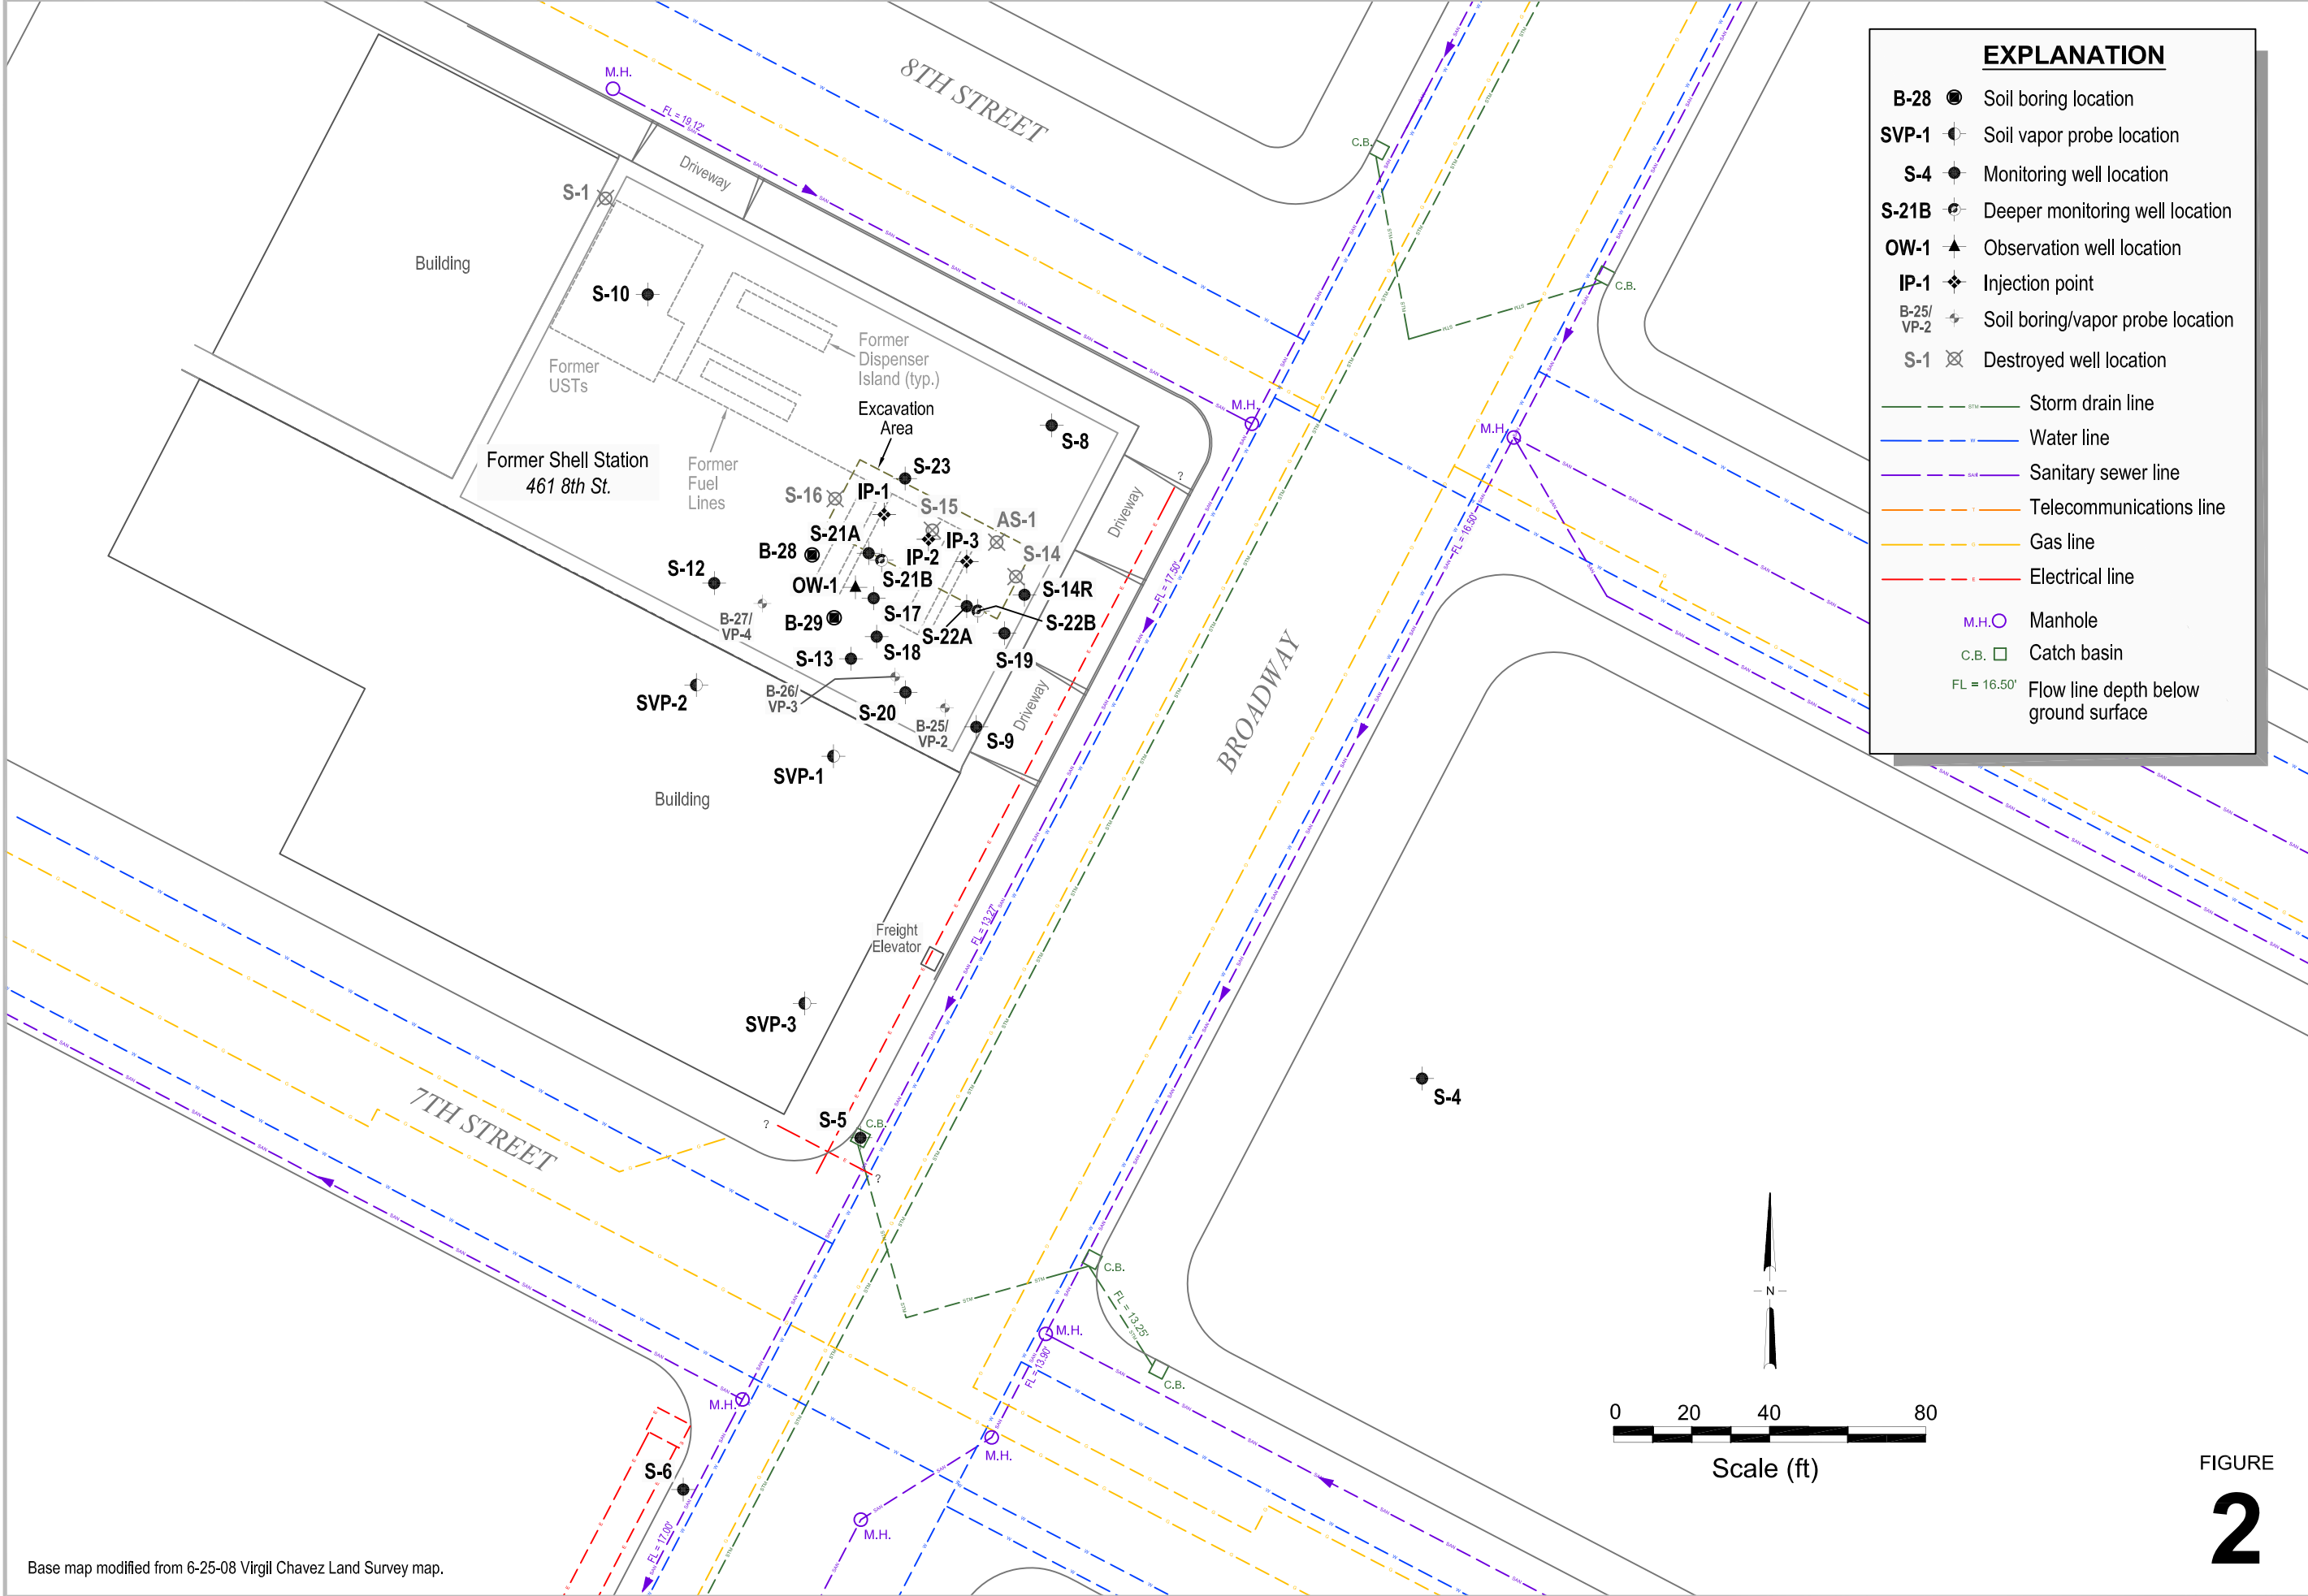 8TH STREET
M.H.
FL = 19.12'
Driveway
S-1
Building
S-10
Former
USTs
Former
Dispenser
Island (typ.)
Excavation
Area
Former Shell Station
461 8th St.
Former
Fuel
Lines
S-8
S-23
S-16
IP-1
S-15
AS-1
S-21A
IP-3
B-28
IP-2
S-14
S-12
S-21B
OW-1
S-14R
S-17
B-27/
VP-4
B-29
S-22A
S-22B
S-18
S-13
S-19
B-26/
VP-3
SVP-2
S-20
B-25/
VP-2
S-9
SVP-1
Building
Driveway
Driveway
?
M.H.
C.B.
C.B.
M.H.
FL = 17.50'
FL = 16.50'
BROADWAY
FL = 13.27'
Freight
Elevator
SVP-3
S-5
C.B.
?
?
7TH STREET
S-4
C.B.
FL = 13.25'
C.B.
M.H.
FL = 13.90'
M.H.
M.H.
M.H.
S-6
FL = 17.00'
EXPLANATION
B-28 Soil boring location
SVP-1 Soil vapor probe location
S-4 Monitoring well location
S-21B Deeper monitoring well location
OW-1 Observation well location
IP-1 Injection point
B-25/
VP-2 Soil boring/vapor probe location
S-1 Destroyed well location
STM Storm drain line
W Water line
SAN Sanitary sewer line
T Telecommunications line
G Gas line
E Electrical line
M.H. Manhole
C.B. Catch basin
FL = 16.50' Flow line depth below
ground surface
N
0 20 40 80
Scale (ft)
FIGURE
2
Base map modified from 6-25-08 Virgil Chavez Land Survey map.